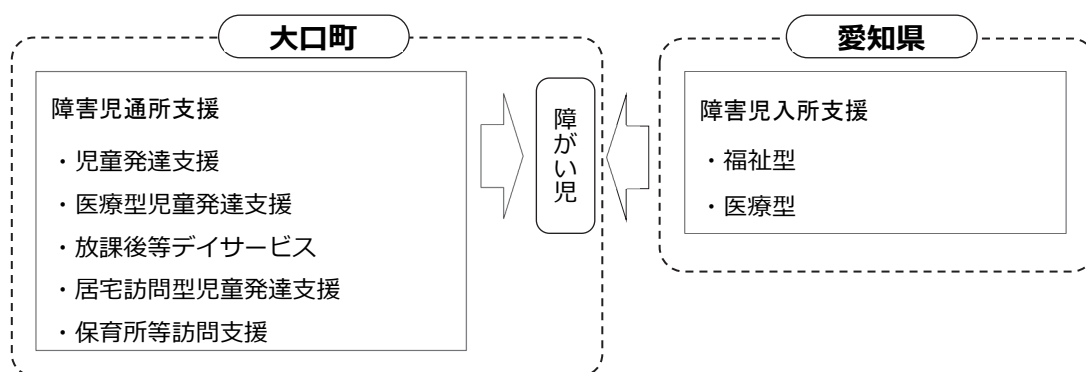 大口町
障害児通所支援
・児童発達支援
・医療型児童発達支援
・放課後等デイサービス
・居宅訪問型児童発達支援
・保育所等訪問支援
障がい児
愛知県
障害児入所支援
・福祉型
・医療型